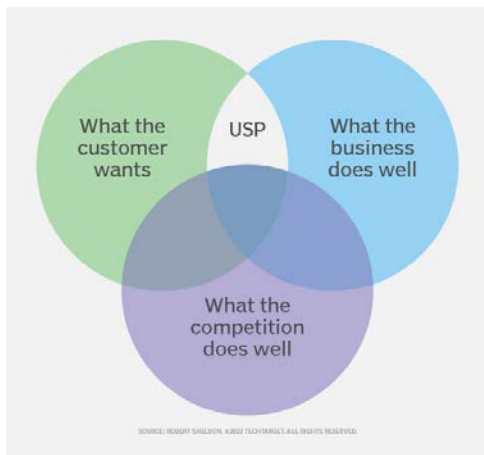 What the
customer
wants
USP
What the
business
does well
What the
competition
does well
SOURCE: ROBERT SHELDON. ©2022 TECHTARGET. ALL RIGHTS RESERVED.